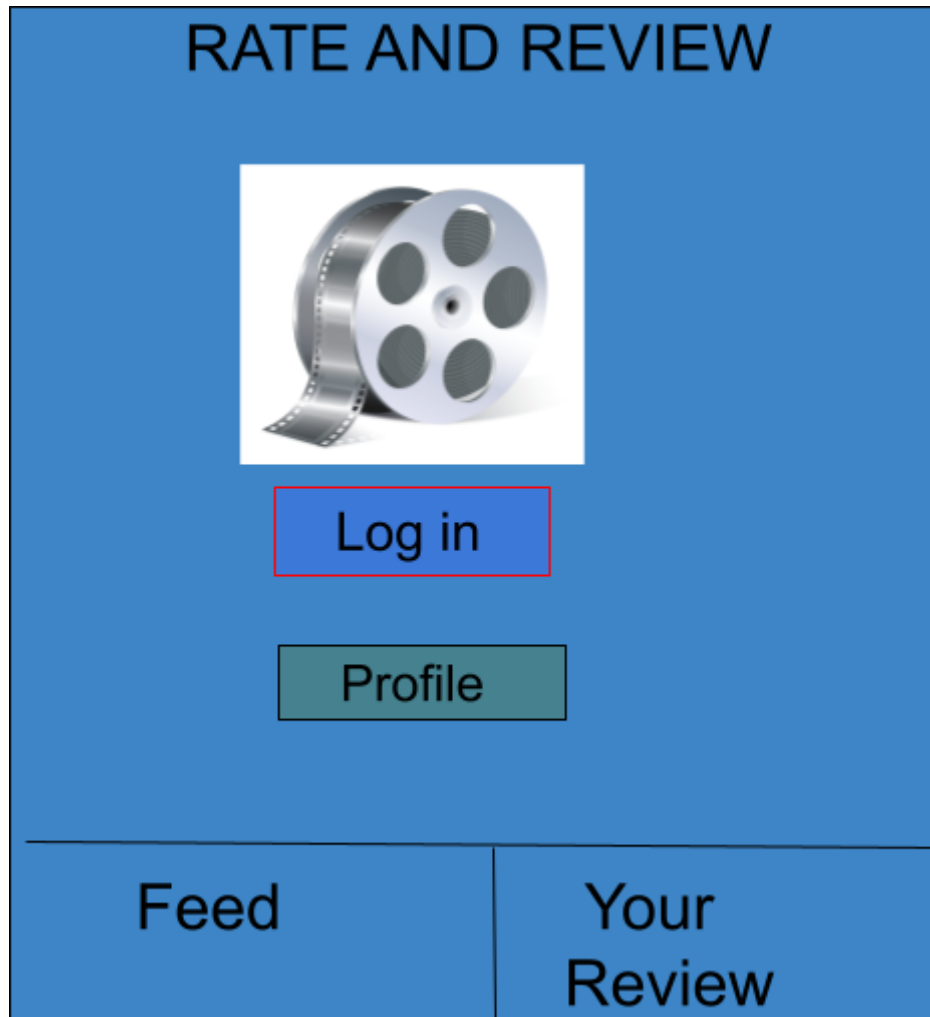 RATE AND REVIEW
Log in
Profile
Feed
Your
Review